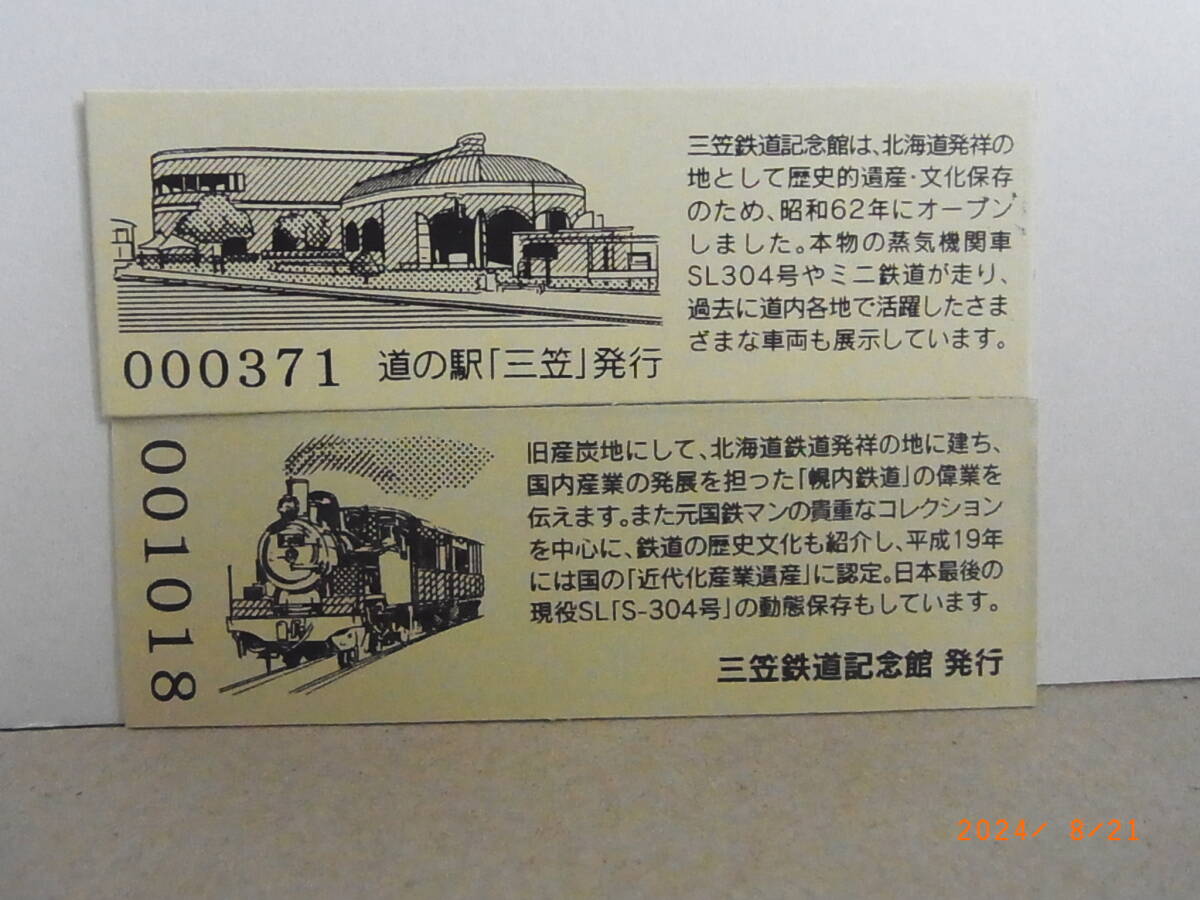 三笠鉄道記念館は、北海道発祥の
地として歴史的遺産・文化保存
のため、昭和62年にオープン
しました。本物の蒸気機関車
SL304号やミニ鉄道が走り、
過去に道内各地で活躍したさま
ざまな車両も展示しています。
000371 道の駅「三笠」発行
001018
旧産炭地にして、北海道鉄道発祥の地に建ち、
国内産業の発展を担った「幌内鉄道」の偉業を
伝えます。また元国鉄マンの貴重なコレクション
を中心に、鉄道の歴史文化も紹介し、平成19年
には国の「近代化産業遺産」に認定。日本最後の
現役SL「S-304号」の動態保存もしています。
三笠鉄道記念館 発行
2024/ 8/21